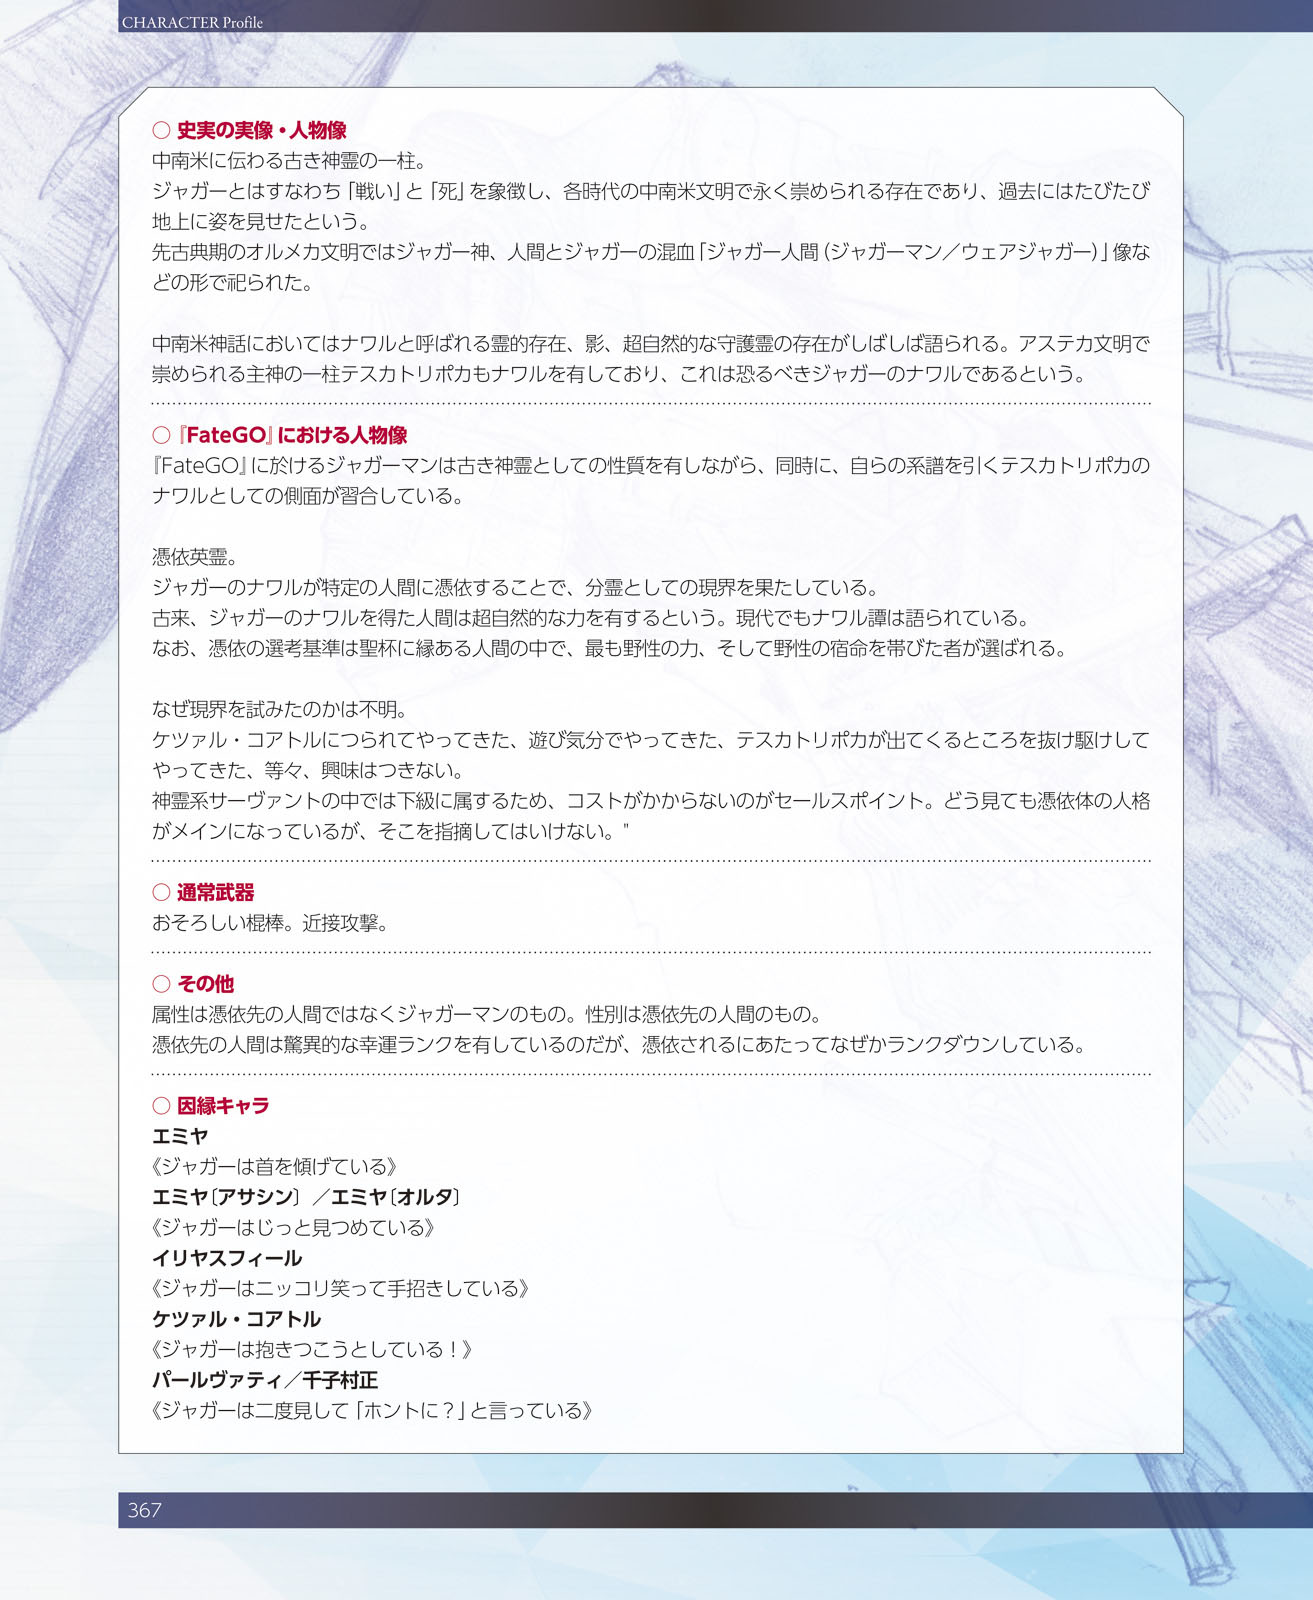 CHARACTER Profile
○ 史実の実像・人物像
中南米に伝わる古き神霊の一柱。
ジャガーとはすなわち「戦い」と「死」を象徴し、各時代の中南米文明で永く崇められる存在であり、過去にはたびたび
地上に姿を見せたという。
先古典期のオルメカ文明ではジャガー神、人間とジャガーの混血「ジャガー人間（ジャガーマン／ウェアジャガー）」像な
どの形で祀られた。
中南米神話においてはナワルと呼ばれる霊的存在、影、超自然的な守護霊の存在がしばしば語られる。アステカ文明で
崇められる主神の一柱テスカトリポカもナワルを有しており、これは恐るべきジャガーのナワルであるという。
○ 『FateGO』における人物像
『FateGO』に於けるジャガーマンは古き神霊としての性質を有しながら、同時に、自らの系譜を引くテスカトリポカの
ナワルとしての側面が習合している。
憑依英霊。
ジャガーのナワルが特定の人間に憑依することで、分霊としての現界を果たしている。
古来、ジャガーのナワルを得た人間は超自然的な力を有するという。現代でもナワル譚は語られている。
なお、憑依の選考基準は聖杯に縁ある人間の中で、最も野性の力、そして野性の宿命を帯びた者が選ばれる。
なぜ現界を試みたのかは不明。
ケツァル・コアトルにつられてやってきた、遊び気分でやってきた、テスカトリポカが出てくるところを抜け駆けして
やってきた、等々、興味はつきない。
神霊系サーヴァントの中では下級に属するため、コストがかからないのがセールスポイント。どう見ても憑依体の人格
がメインになっているが、そこを指摘してはいけない。"
○ 通常武器
おそろしい棍棒。近接攻撃。
○ その他
属性は憑依先の人間ではなくジャガーマンのもの。性別は憑依先の人間のもの。
憑依先の人間は驚異的な幸運ランクを有しているのだが、憑依されるにあたってなぜかランクダウンしている。
○ 因縁キャラ
エミヤ
《ジャガーは首を傾げている》
エミヤ〔アサシン〕／エミヤ〔オルタ〕
《ジャガーはじっと見つめている》
イリヤスフィール
《ジャガーはニッコリ笑って手招きしている》
ケツァル・コアトル
《ジャガーは抱きつこうとしている！》
パールヴァティ／千子村正
《ジャガーは二度見して「ホントに？」と言っている》
367